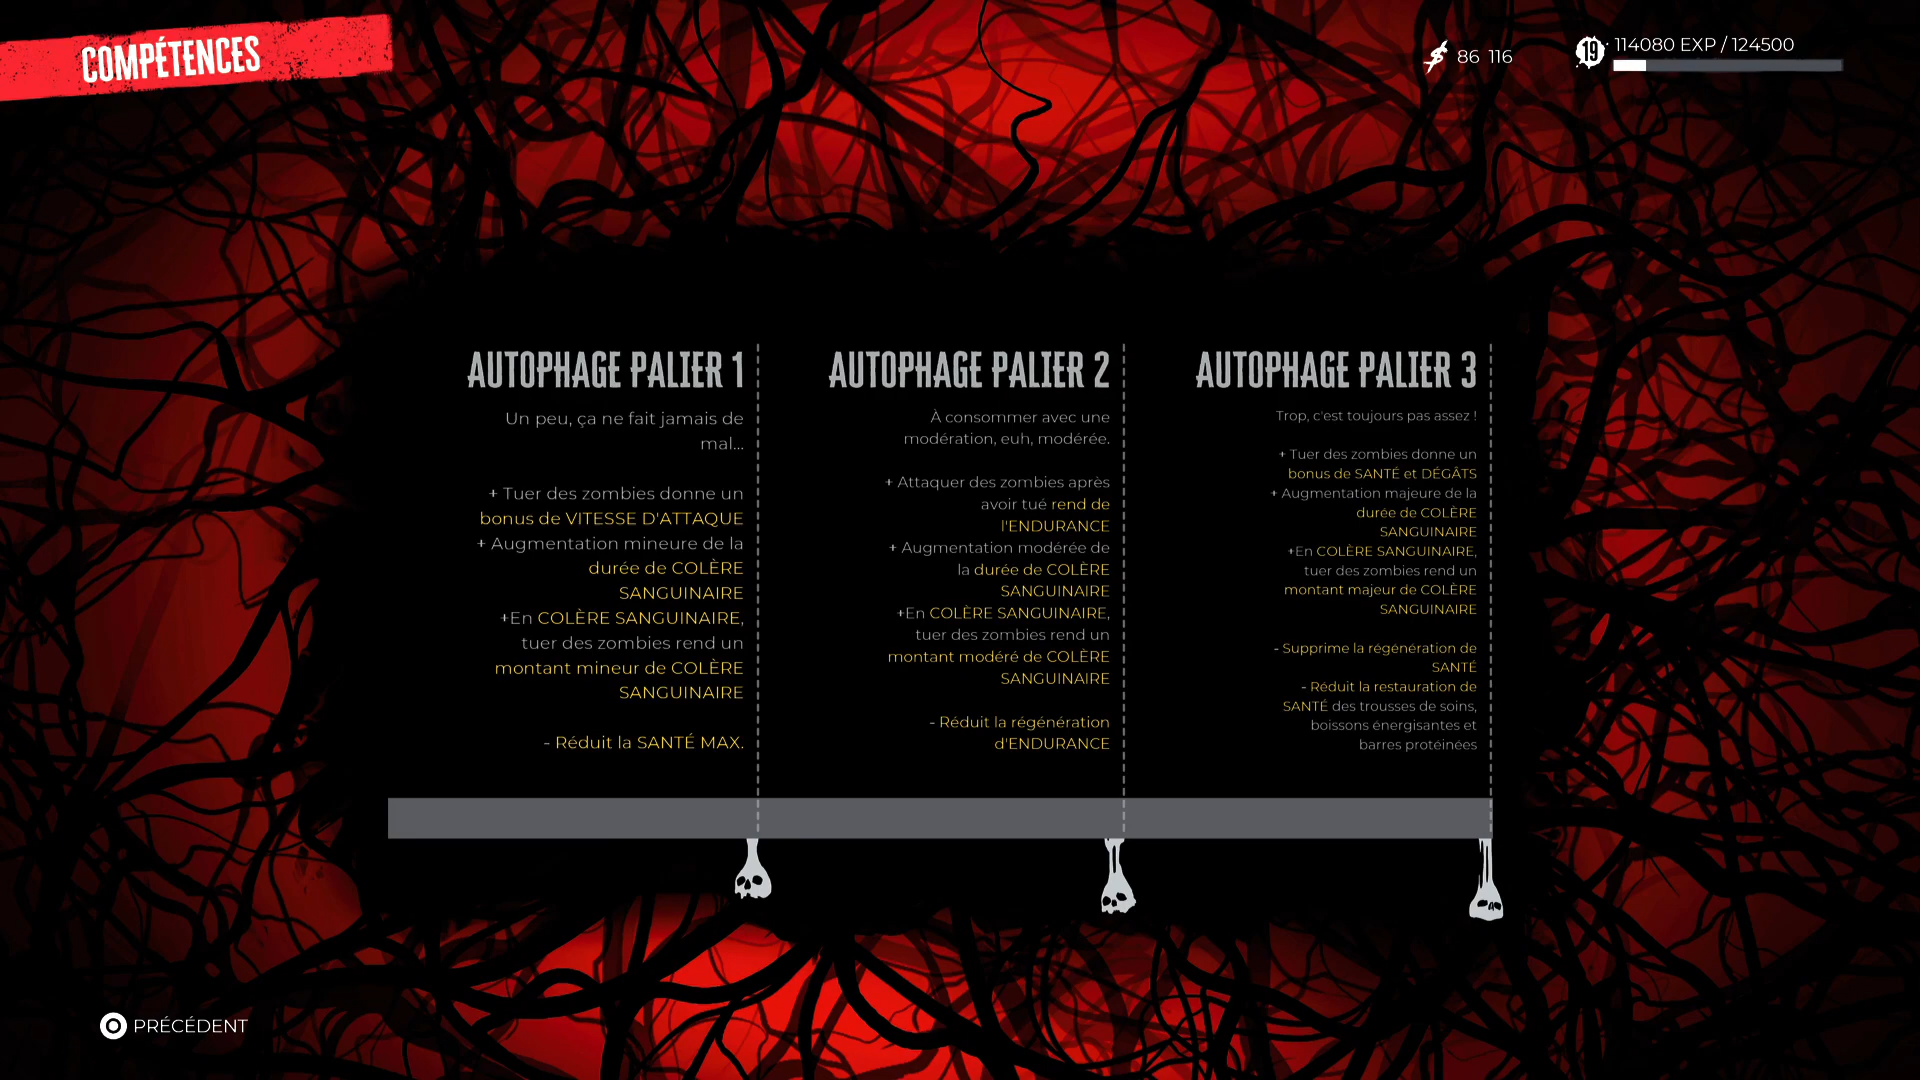 COMPÉTENCES
86 116
19 114080 EXP / 124500
AUTOPHAGE PALIER 1
Un peu, ça ne fait jamais de
mal...
+ Tuer des zombies donne un
bonus de VITESSE D'ATTAQUE
+ Augmentation mineure de la
durée de COLÈRE
SANGUINAIRE
+En COLÈRE SANGUINAIRE,
tuer des zombies rend un
montant mineur de COLÈRE
SANGUINAIRE
- Réduit la SANTÉ MAX.
AUTOPHAGE PALIER 2
À consommer avec une
modération, euh, modérée.
+ Attaquer des zombies après
avoir tué rend de
l'ENDURANCE
+ Augmentation modérée de
la durée de COLÈRE
SANGUINAIRE
+En COLÈRE SANGUINAIRE,
tuer des zombies rend un
montant modéré de COLÈRE
SANGUINAIRE
- Réduit la régénération
d'ENDURANCE
AUTOPHAGE PALIER 3
Trop, c'est toujours pas assez !
+ Tuer des zombies donne un
bonus de SANTÉ et DÉGÂTS
+ Augmentation majeure de la
durée de COLÈRE
SANGUINAIRE
+En COLÈRE SANGUINAIRE,
tuer des zombies rend un
montant majeur de COLÈRE
SANGUINAIRE
- Supprime la régénération de
SANTÉ
- Réduit la restauration de
SANTÉ des trousses de soins,
boissons énergisantes et
barres protéinées
PRÉCÉDENT